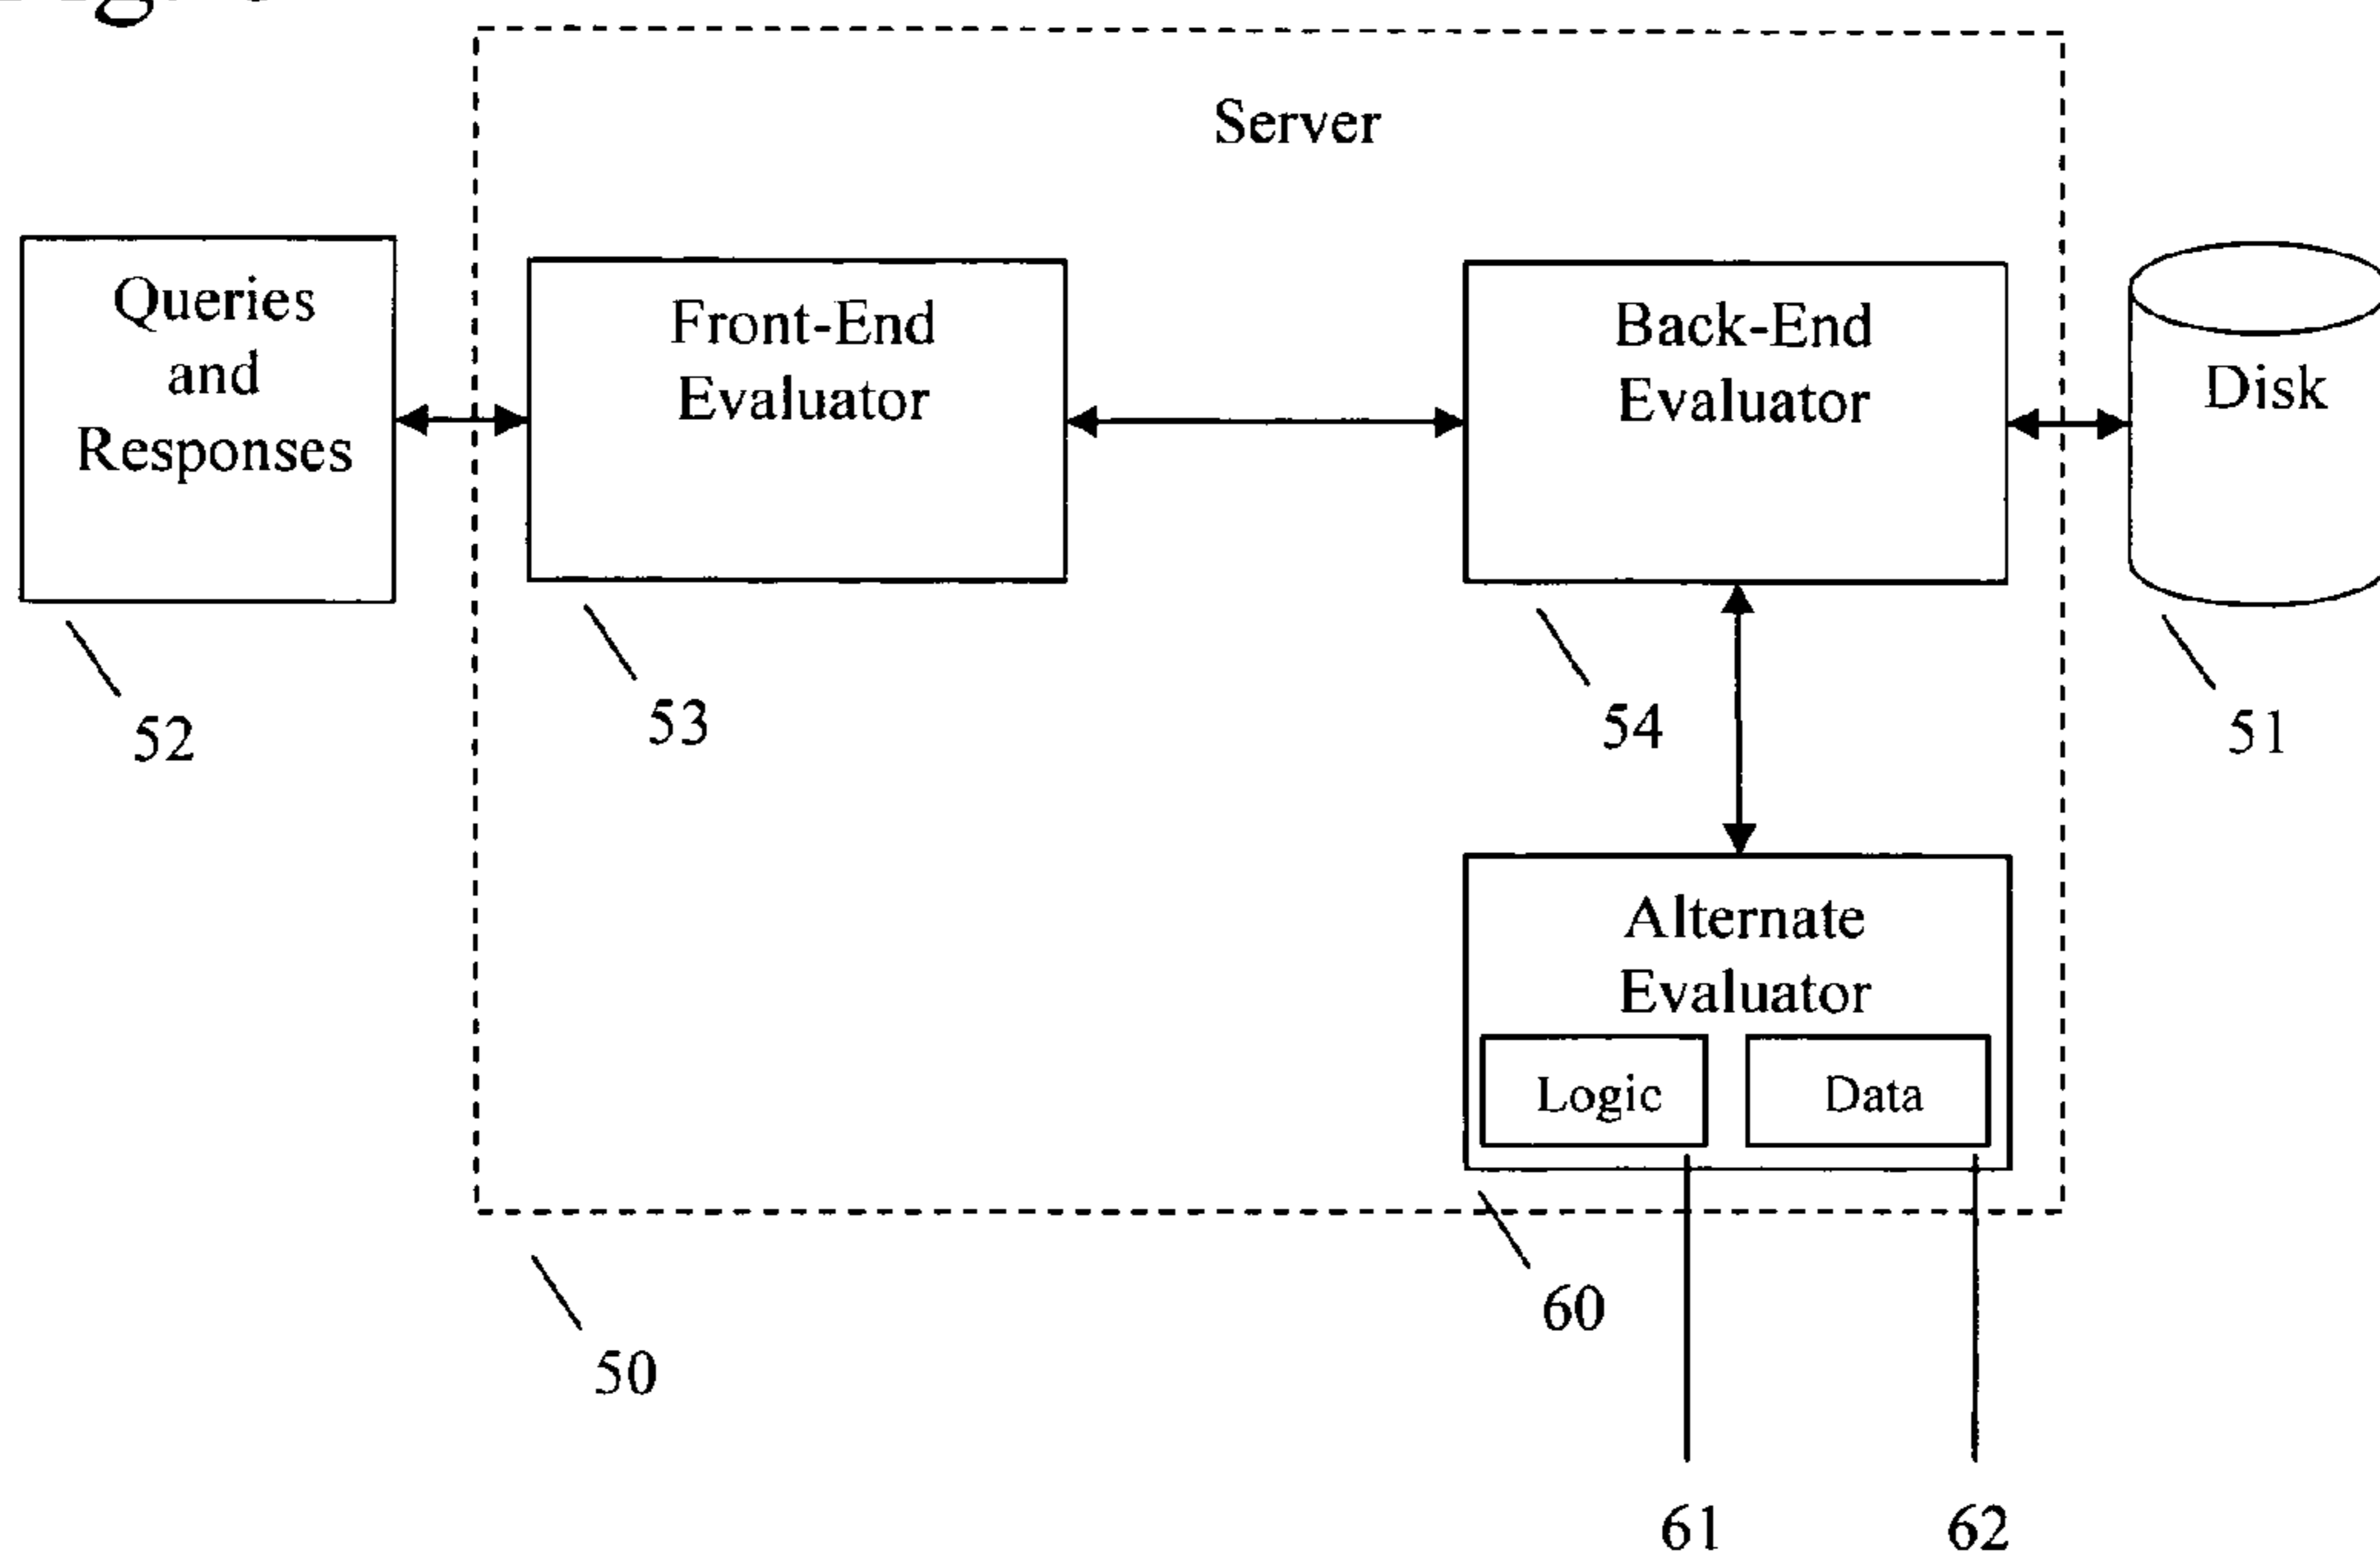 Server
Queries
and
Responses
Front-End
Evaluator
Back-End
Evaluator
Disk
52
53
54
51
Alternate
Evaluator
Logic
Data
60
50
61
62